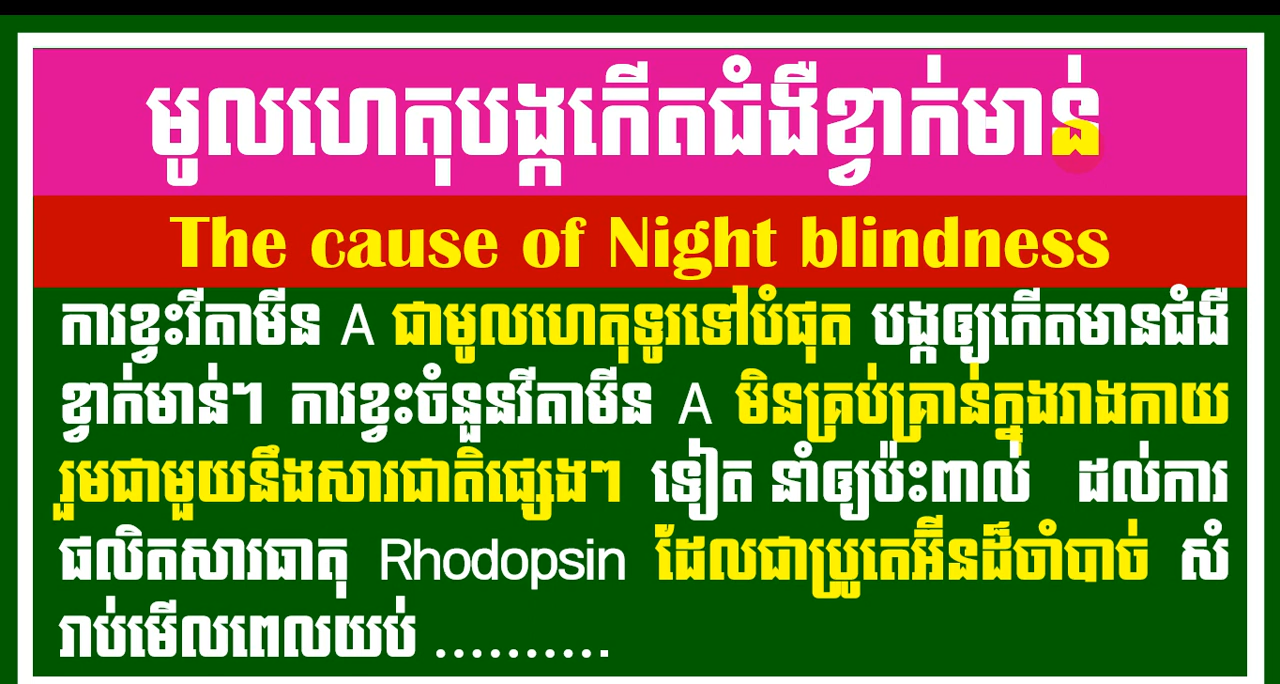 មូលហេតុបង្កកើតជំងឺខ្វាក់មាន់
The cause of Night blindness
ការខ្វះវីតាមីន A ជាមូលហេតុទូរទៅបំផុត បង្កឲ្យកើតមានជំងឺ
ខ្វាក់មាន់ៗ ការខ្វះចំនួនវីតាមីន A មិនគ្រប់គ្រាន់ក្នុងរាងកាយ
រួមជាមួយនឹងសារជាតិផ្សេងៗ ទៀត នាំឲ្យប៉ះពាល់ ដល់ការ
ផលិតសារធាតុ Rhodopsin ដែលជាប្រូតេអ៊ីនដ៏ចាំបាច់ សំ
រាប់មើលពេលយប់ ..........